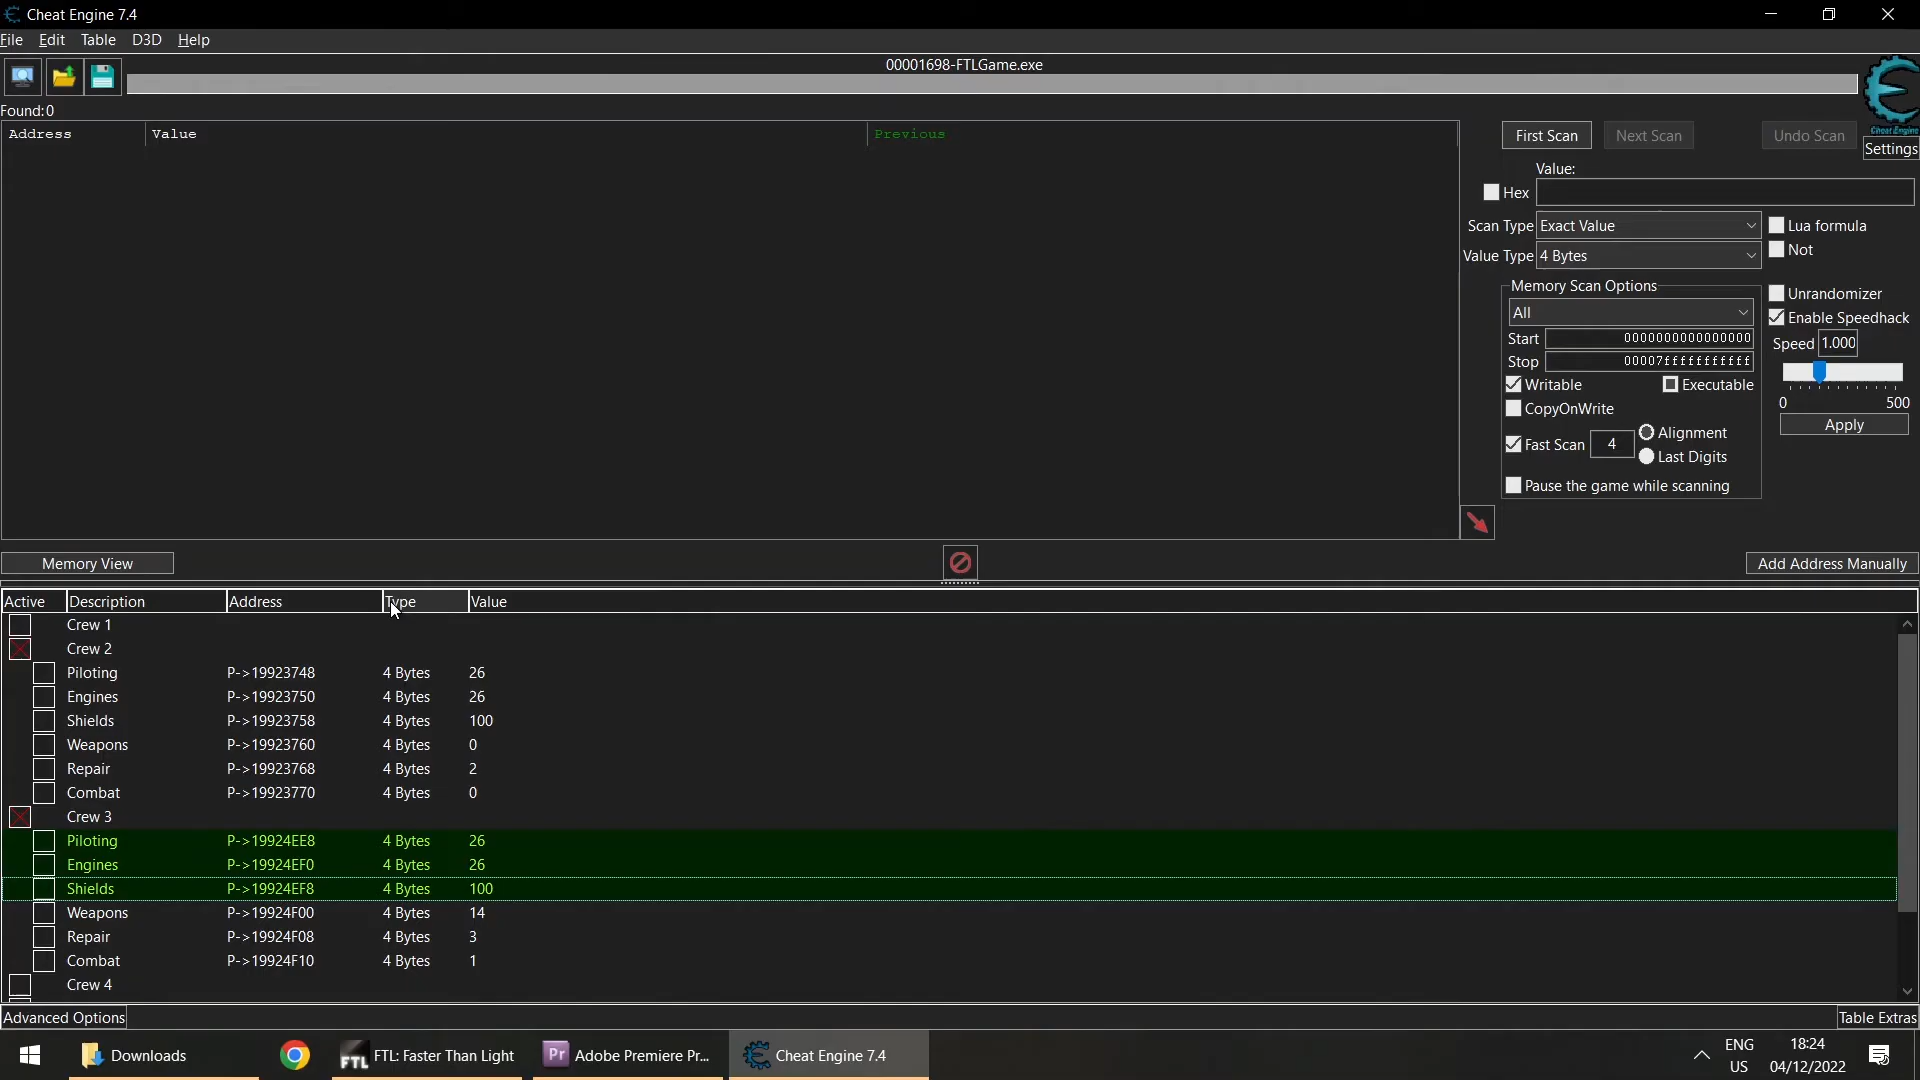 Cheat Engine 7.4
File Edit Table D3D Help
00001698-FTLGame.exe
Found:0
Address Value Previous
First Scan Next Scan Undo Scan
Cheat Engine
Settings
Value:
Hex
Scan Type Exact Value Lua formula
Not
Value Type 4 Bytes
Memory Scan Options
All
Unrandomizer
Enable Speedhack
Start 0000000000000000
Speed 1.000
Stop 00007fffffffffff
Writable Executable
CopyOnWrite
0 500
Apply
Fast Scan 4 Alignment
Last Digits
Pause the game while scanning
Memory View Add Address Manually
Active Description Address Type Value
Crew 1
Crew 2
Piloting P->19923748 4 Bytes 26
Engines P->19923750 4 Bytes 26
Shields P->19923758 4 Bytes 100
Weapons P->19923760 4 Bytes 0
Repair P->19923768 4 Bytes 2
Combat P->19923770 4 Bytes 0
Crew 3
Piloting P->19924EE8 4 Bytes 26
Engines P->19924EF0 4 Bytes 26
Shields P->19924EF8 4 Bytes 100
Weapons P->19924F00 4 Bytes 14
Repair P->19924F08 4 Bytes 3
Combat P->19924F10 4 Bytes 1
Crew 4
Advanced Options Table Extras
Downloads FTL FTL: Faster Than Light Pr Adobe Premiere Pr... Cheat Engine 7.4 ENG 18:24
US 04/12/2022